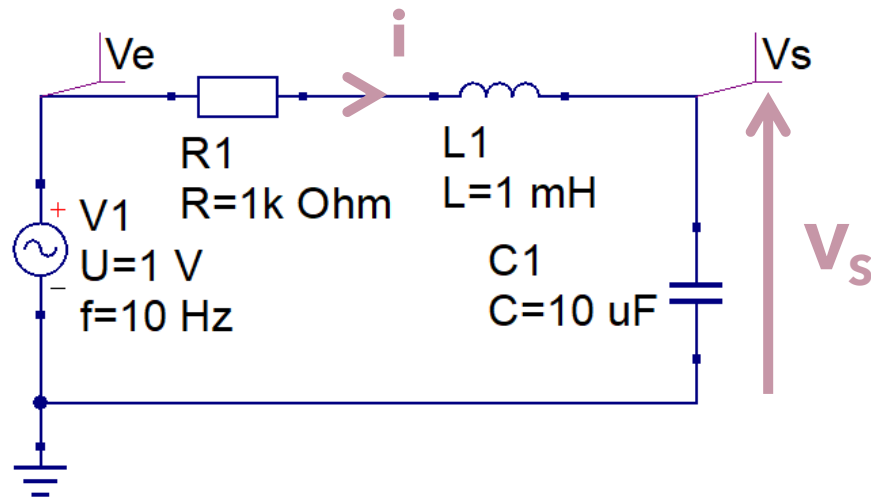 i
Ve
Vs
R1
R=1k Ohm
L1
L=1 mH
V1
U=1 V
f=10 Hz
C1
C=10 uF
vs
+
−